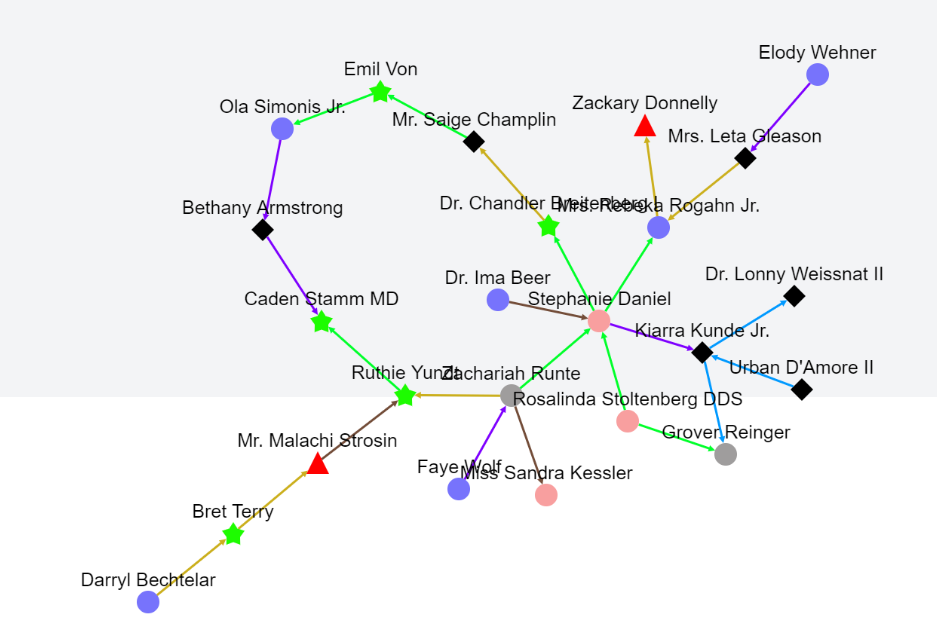 Elody Wehner
Emil Von
Zackary Donnelly
Ola Simonis Jr.
Mr. Saige Champlin
Mrs. Leta Gleason
Bethany Armstrong
Dr. Chandler Breitenberg I
Mrs. Rebeka Rogahn Jr.
Dr. Lonny Weissnat II
Dr. Ima Beer
Caden Stamm MD
Stephanie Daniel
Kiarra Kunde Jr.
Urban D'Amore II
Ruthie Yundt
Zachariah Runte
Rosalinda Stoltenberg DDS
Grover Reinger
Mr. Malachi Strosin
Faye Wolf
Miss Sandra Kessler
Bret Terry
Darryl Bechtelar